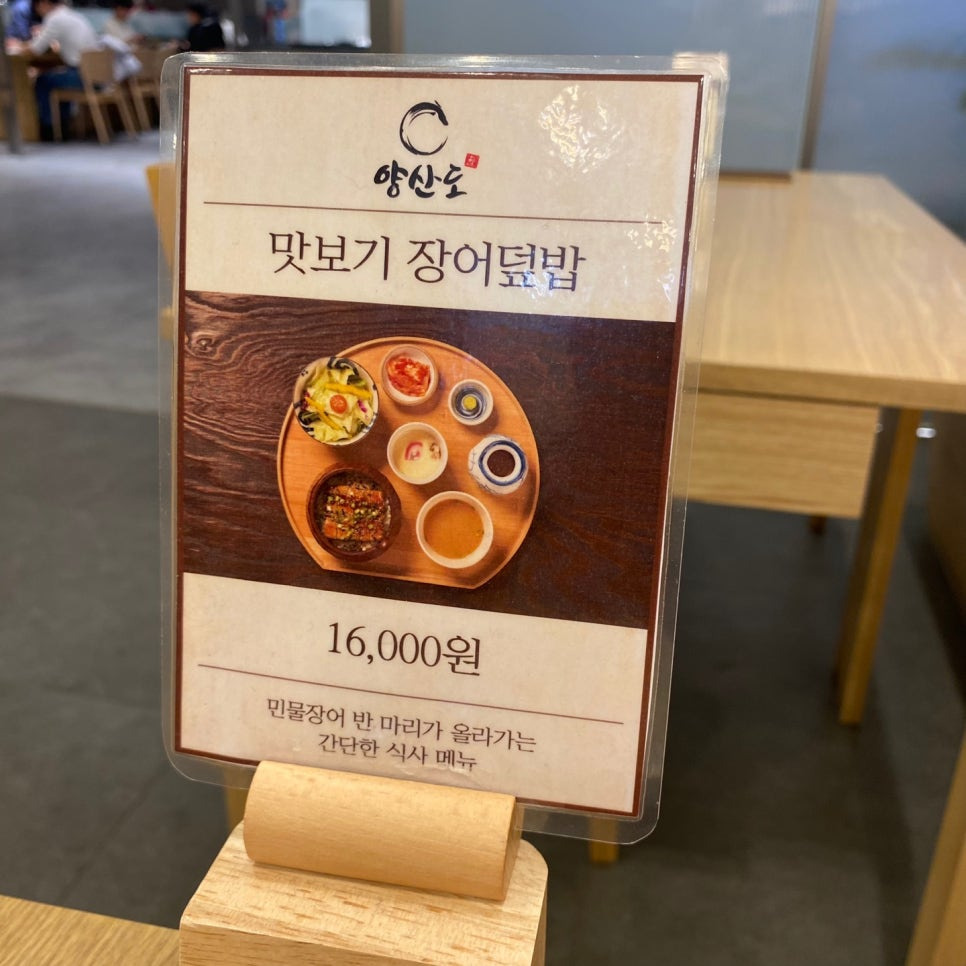 양산도
맛보기 장어덮밥
16,000원
민물장어 반 마리가 올라가는
간단한 식사 메뉴